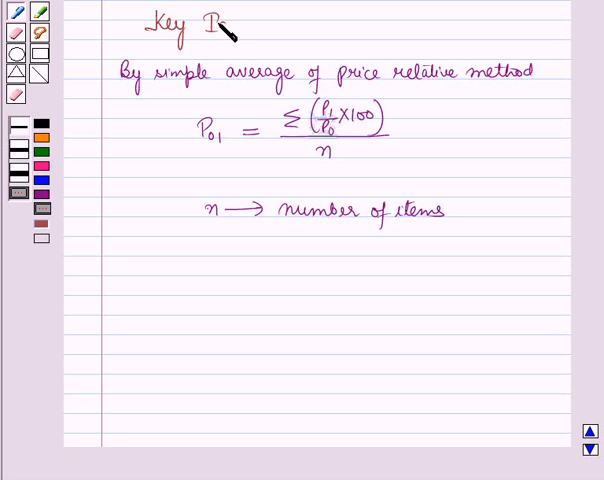 Key I
By simple average of price relative method
P₀₁ = Σ(P₁/P₀ × 100)/n
n → number of items